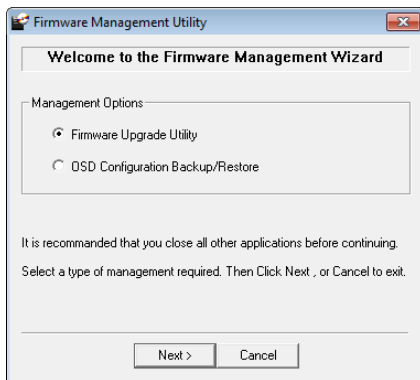 Firmware Management Utility
Welcome to the Firmware Management Wizard
Management Options
Firmware Upgrade Utility
OSD Configuration Backup/Restore
It is recommanded that you close all other applications before continuing.
Select a type of management required. Then Click Next , or Cancel to exit.
Next >
Cancel